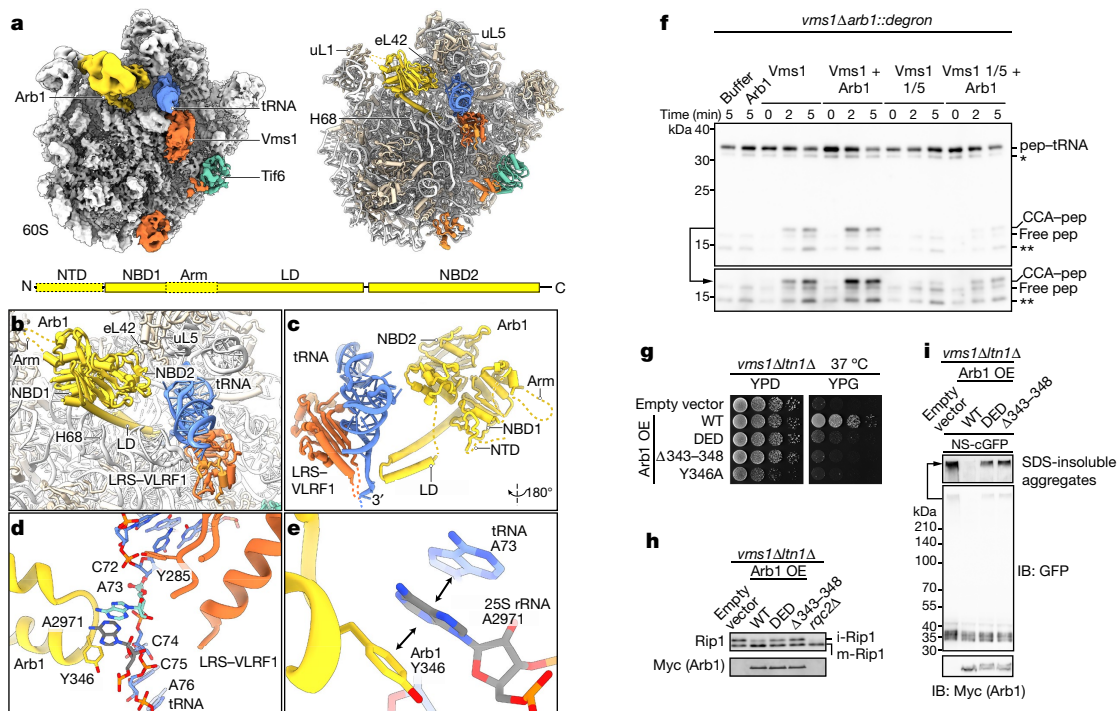 a
uL1
eL42
uL5
Arb1
tRNA
H68
Vms1
Tif6
60S
NTD NBD1 Arm LD NBD2
N C
b
Arb1
eL42
uL5
Arm
NBD2
tRNA
NBD1
H68
LD
LRS–VLRF1
c
tRNA
NBD2
Arb1
Arm
NBD1
NTD
LRS–
VLRF1
LD
3′
180°
d
C72
A73
Y285
A2971
C74
Arb1
Y346
C75
LRS–VLRF1
A76
tRNA
e
tRNA
A73
25S rRNA
A2971
Arb1
Y346
f
vms1Δarb1::degron
Buffer Arb1 Vms1 Vms1 + Arb1 Vms1 1/5 Vms1 1/5 + Arb1
Time (min) 5 5 0 2 5 0 2 5 0 2 5 0 2 5
kDa
40
30
20
15
pep–tRNA
*
CCA–pep
Free pep
**
15
CCA–pep
Free pep
**
g
vms1Δltn1Δ 37 °C
YPD YPG
Empty vector
Arb1 OE
WT
DED
Δ343–348
Y346A
h
vms1Δltn1Δ
Arb1 OE
Empty vector WT DED Δ343–348 rqc2Δ
Rip1
i-Rip1
m-Rip1
Myc (Arb1)
i
vms1Δltn1Δ
Arb1 OE
Empty vector WT DED Δ343–348
NS-cGFP
SDS-insoluble
aggregates
kDa
210
140
100
70
55
40
35
30
IB: GFP
IB: Myc (Arb1)